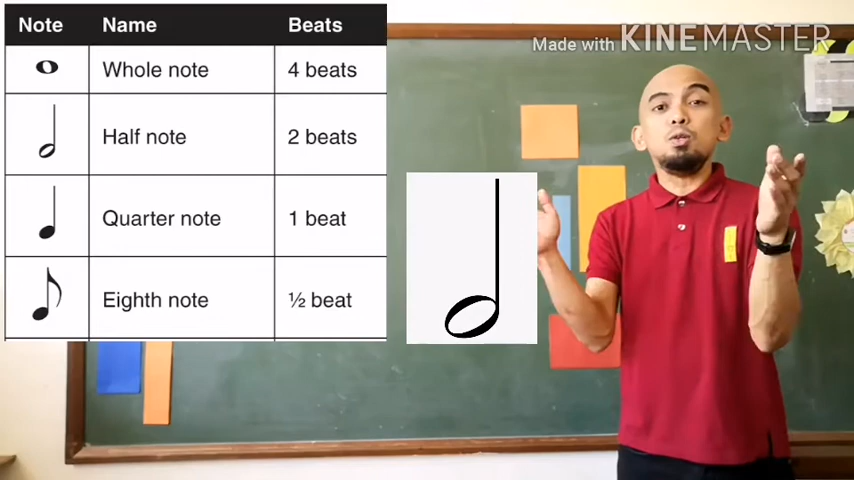 Note Name Beats
Whole note 4 beats
Half note 2 beats
Quarter note 1 beat
Eighth note ½ beat
Made with KINEMASTER